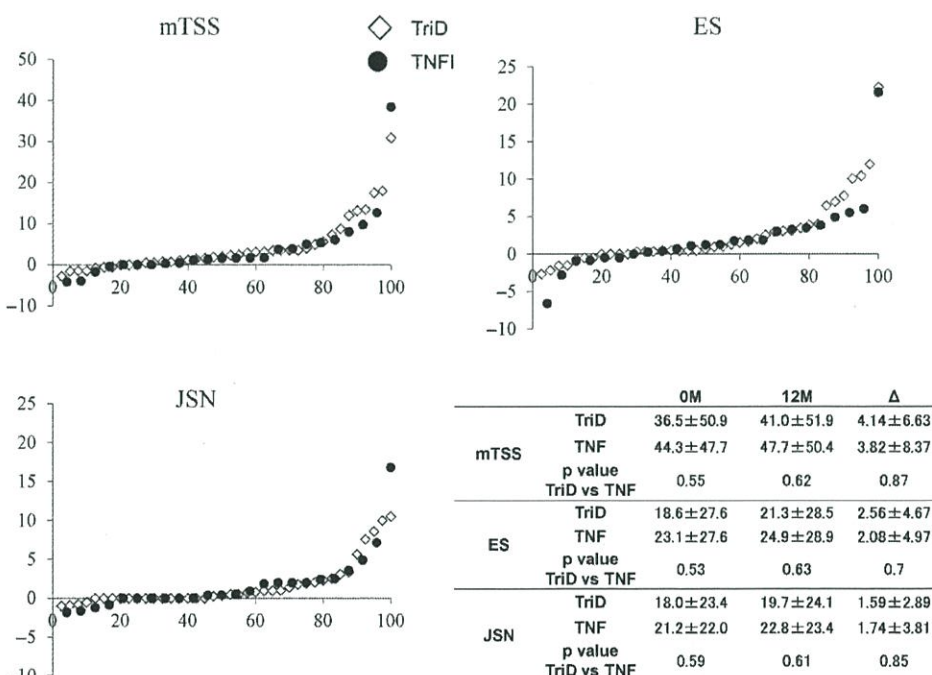 mTSS
◇ TriD
● TNFI
50
40
30
20
10
0
−10
0 20 40 60 80 100
ES
25
20
15
10
5
0
−5
−10
0 20 40 60 80 100
JSN
25
20
15
10
5
0
−5
−10
0 20 40 60 80 100
0M 12M Δ
mTSS
TriD 36.5±50.9 41.0±51.9 4.14±6.63
TNF 44.3±47.7 47.7±50.4 3.82±8.37
p value
TriD vs TNF 0.55 0.62 0.87
ES
TriD 18.6±27.6 21.3±28.5 2.56±4.67
TNF 23.1±27.6 24.9±28.9 2.08±4.97
p value
TriD vs TNF 0.53 0.63 0.7
JSN
TriD 18.0±23.4 19.7±24.1 1.59±2.89
TNF 21.2±22.0 22.8±23.4 1.74±3.81
p value
TriD vs TNF 0.59 0.61 0.85